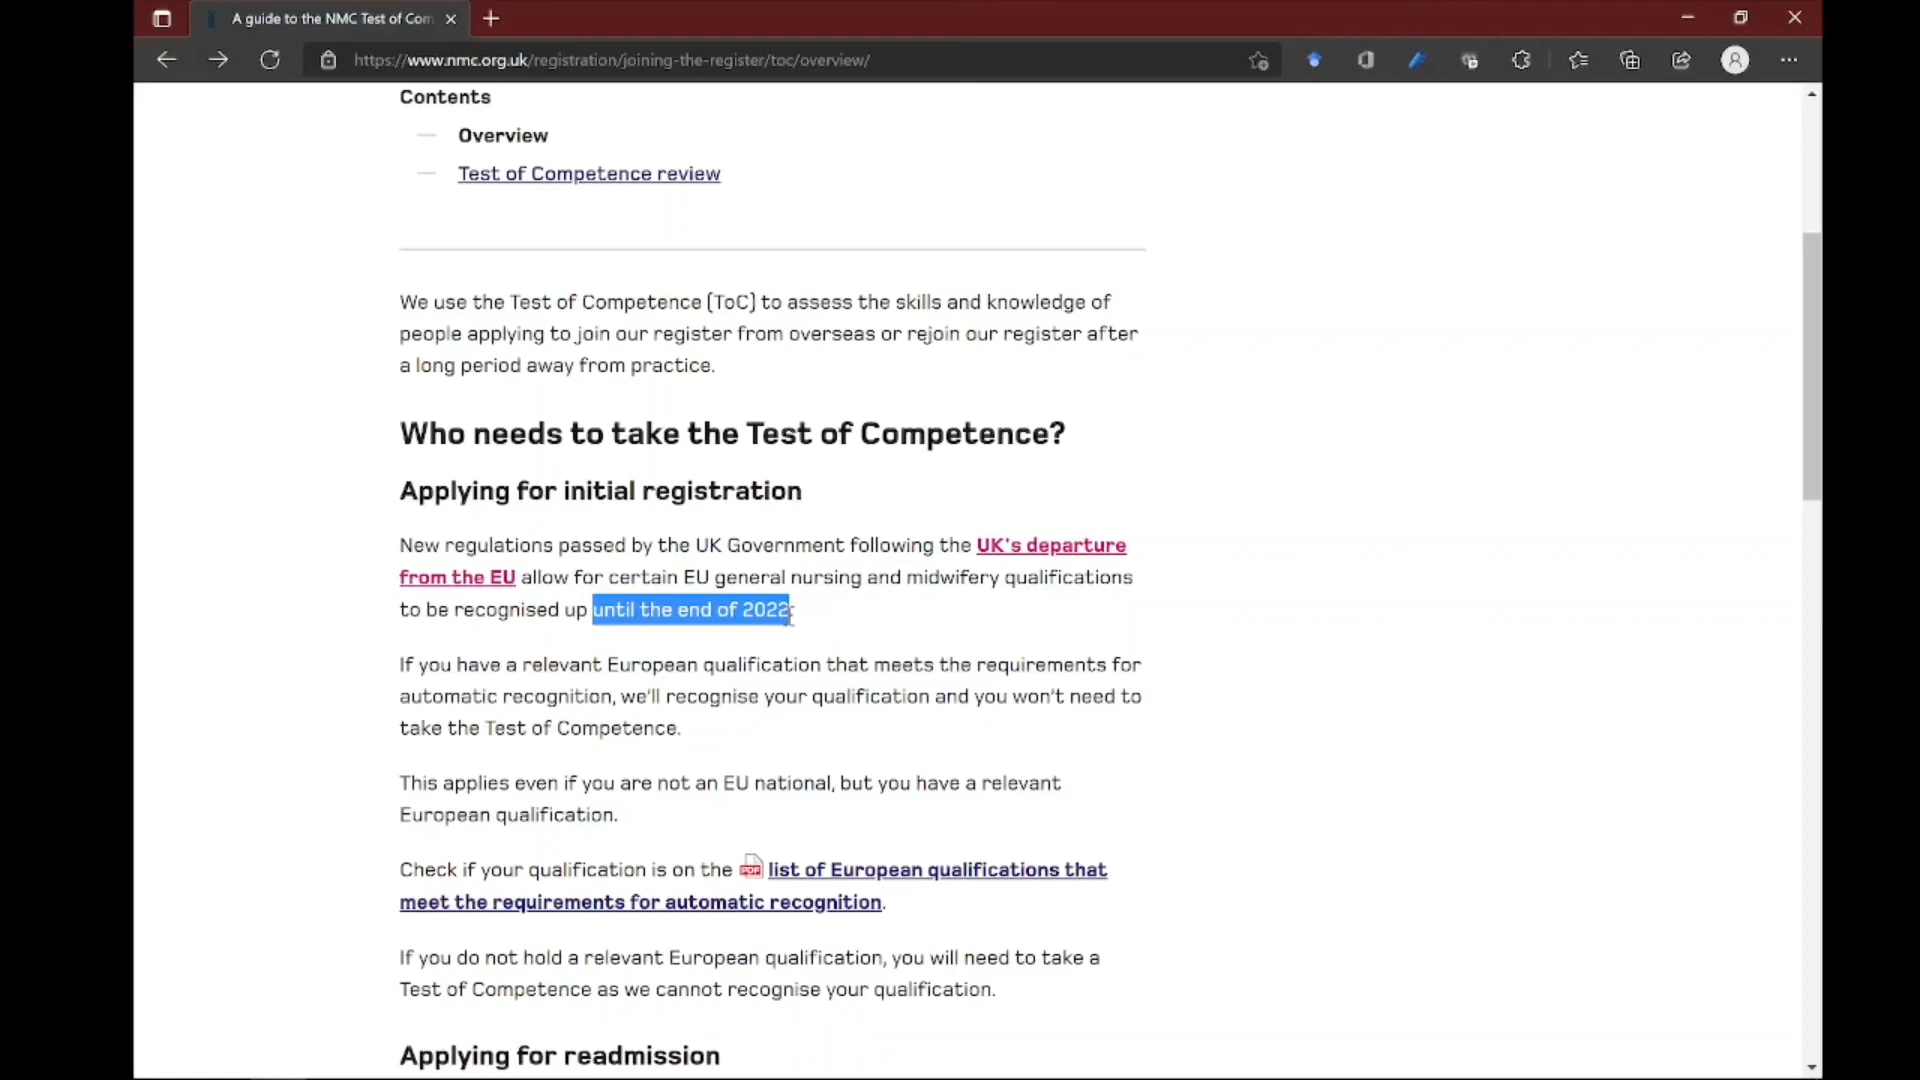 A guide to the NMC Test of Com
https://www.nmc.org.uk/registration/joining-the-register/toc/overview/
Contents
Overview
Test of Competence review
We use the Test of Competence (ToC) to assess the skills and knowledge of
people applying to join our register from overseas or rejoin our register after
a long period away from practice.
Who needs to take the Test of Competence?
Applying for initial registration
New regulations passed by the UK Government following the UK's departure
from the EU allow for certain EU general nursing and midwifery qualifications
to be recognised up until the end of 2022.
If you have a relevant European qualification that meets the requirements for
automatic recognition, we'll recognise your qualification and you won't need to
take the Test of Competence.
This applies even if you are not an EU national, but you have a relevant
European qualification.
Check if your qualification is on the PDF list of European qualifications that
meet the requirements for automatic recognition.
If you do not hold a relevant European qualification, you will need to take a
Test of Competence as we cannot recognise your qualification.
Applying for readmission